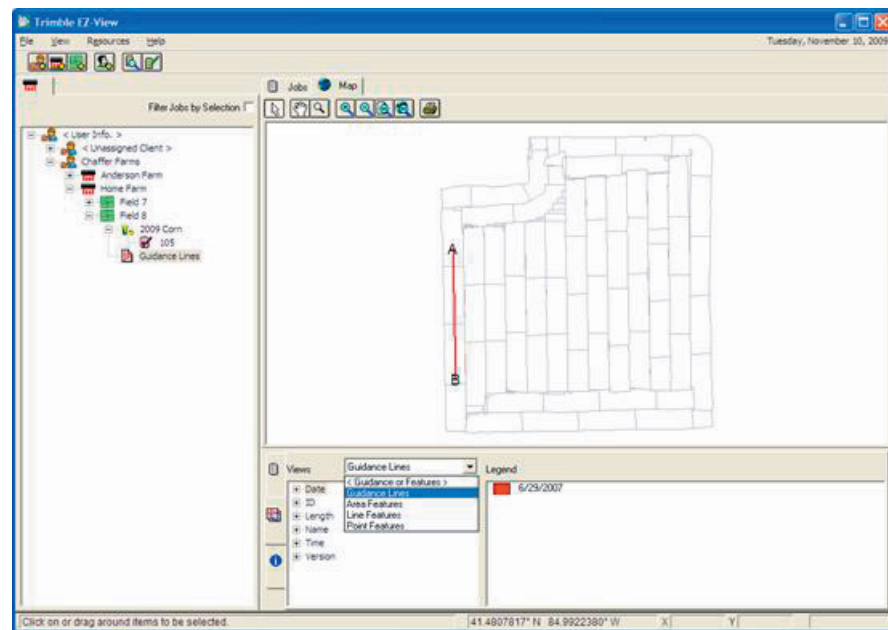 Trimble EZ-View
File View Resources Help
Tuesday, November 10, 2009
Jobs Map
Filter Jobs by Selection
< User Info. >
< Unassigned Client >
Chaffer Farms
Anderson Farm
Home Farm
Field 7
Field 8
2009 Corn
105
Guidance Lines
A
B
Views
Guidance Lines
Legend
< Guidance or Features >
Guidance Lines
Area Features
Line Features
Point Features
Date
ID
Length
Name
Time
Version
6/29/2007
Click on or drag around items to be selected.
41.4807817° N 84.9922380° W X Y